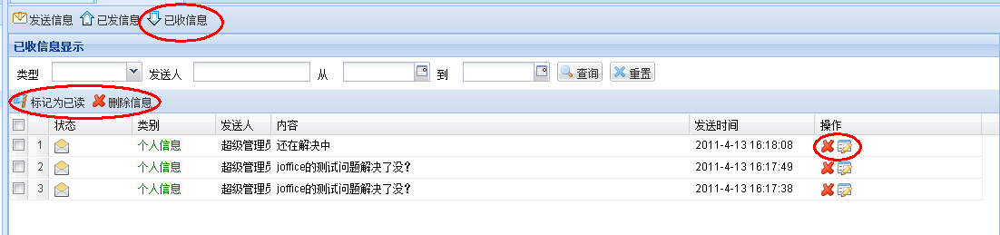 发送信息 已发信息 已收信息
已收信息显示
类型 发送人 从 到 查询 重置
标记为已读 删除信息
状态 类别 发送人 内容 发送时间 操作
1 个人信息 超级管理员 还在解决中 2011-4-13 16:18:08
2 个人信息 超级管理员 joffice的测试问题解决了没? 2011-4-13 16:17:49
3 个人信息 超级管理员 joffice的测试问题解决了没? 2011-4-13 16:17:38